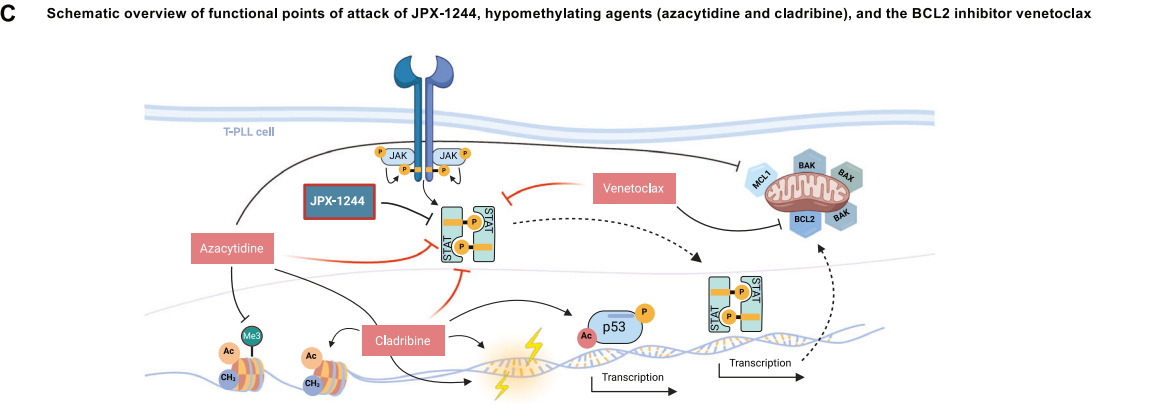 C
Schematic overview of functional points of attack of JPX-1244, hypomethylating agents (azacytidine and cladribine), and the BCL2 inhibitor venetoclax
T-PLL cell
P
JAK
JAK
P
P
P
MCL1
BAK
BAX
BCL2
BAK
JPX-1244
Venetoclax
STAT
P
STAT
P
Azacytidine
STAT
P
STAT
P
Me3
Ac
CH3
Ac
CH3
Cladribine
p53
P
Ac
Transcription
Transcription